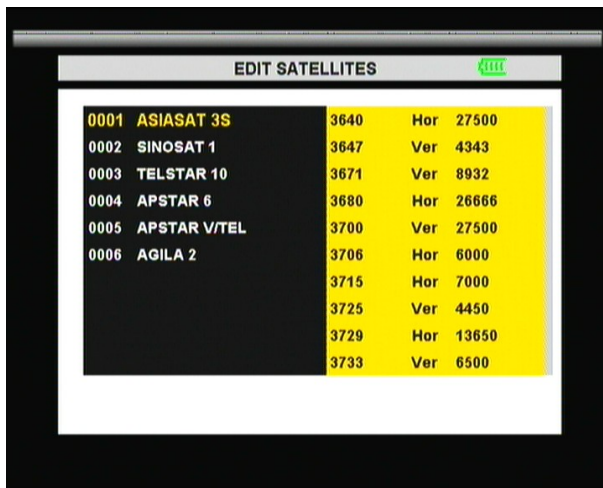 EDIT SATELLITES
0001 ASIASAT 3S 3640 Hor 27500
0002 SINOSAT 1 3647 Ver 4343
0003 TELSTAR 10 3671 Ver 8932
0004 APSTAR 6 3680 Hor 26666
0005 APSTAR V/TEL 3700 Ver 27500
0006 AGILA 2 3706 Hor 6000
3715 Hor 7000
3725 Ver 4450
3729 Hor 13650
3733 Ver 6500